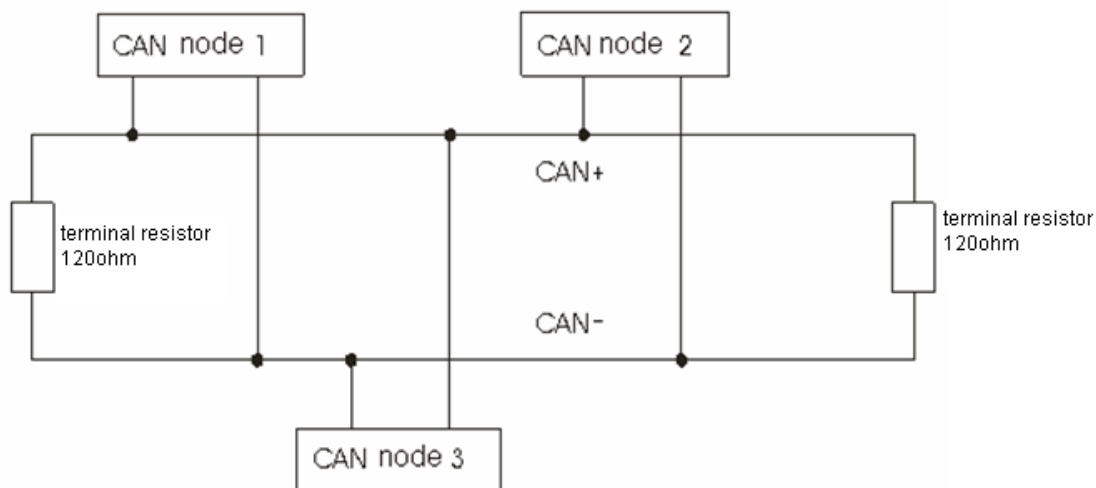 CAN node 1
CAN node 2
CAN+
terminal resistor
120ohm
terminal resistor
120ohm
CAN-
CAN node 3